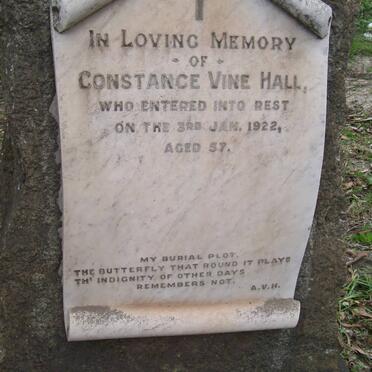 IN LOVING MEMORY
- OF -
CONSTANCE VINE HALL,
WHO ENTERED INTO REST
ON THE 3RD JAN. 1922,
AGED 57.
MY BURIAL PLOT.
THE BUTTERFLY THAT ROUND IT PLAYS
TH' INDIGNITY OF OTHER DAYS
REMEMBERS NOT. A.V.H.